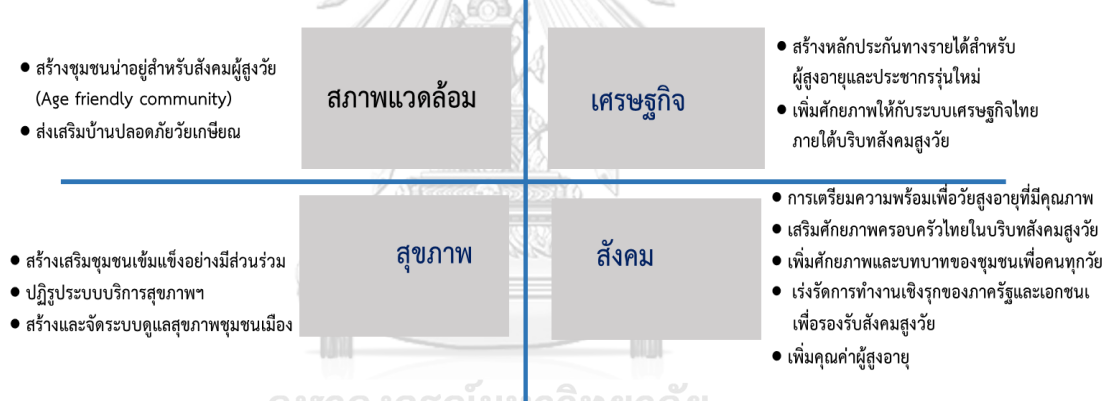 ● สร้างชุมชนน่าอยู่สำหรับสังคมผู้สูงวัย
(Age friendly community)
● ส่งเสริมบ้านปลอดภัยวัยเกษียณ
สภาพแวดล้อม
เศรษฐกิจ
● สร้างหลักประกันทางรายได้สำหรับ
ผู้สูงอายุและประชากรรุ่นใหม่
● เพิ่มศักยภาพให้กับระบบเศรษฐกิจไทย
ภายใต้บริบทสังคมสูงวัย
● สร้างเสริมชุมชนเข้มแข็งอย่างมีส่วนร่วม
● ปฏิรูประบบบริการสุขภาพฯ
● สร้างและจัดระบบดูแลสุขภาพชุมชนเมือง
สุขภาพ
สังคม
● การเตรียมความพร้อมเพื่อวัยสูงอายุที่มีคุณภาพ
● เสริมศักยภาพครอบครัวไทยในบริบทสังคมสูงวัย
● เพิ่มศักยภาพและบทบาทของชุมชนเพื่อคนทุกวัย
● เร่งรัดการทำงานเชิงรุกของภาครัฐและเอกชนเ
เพื่อรองรับสังคมสูงวัย
● เพิ่มคุณค่าผู้สูงอายุ
จุฬาลงกรณ์มหาวิทยาลัย